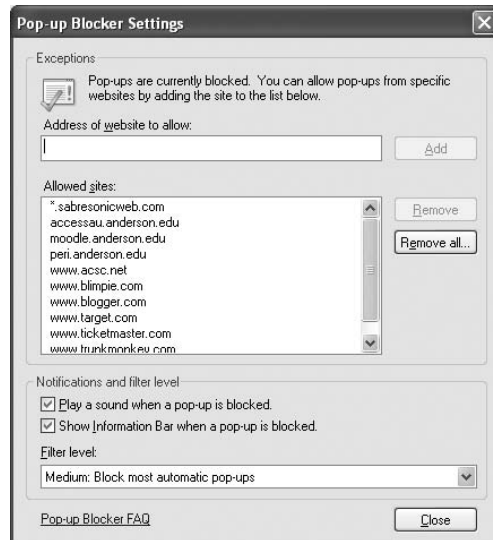 Pop-up Blocker Settings
Exceptions
Pop-ups are currently blocked. You can allow pop-ups from specific
websites by adding the site to the list below.
Address of website to allow:
Add
Allowed sites:
*.sabresonicweb.com
accessau.anderson.edu
moodle.anderson.edu
peri.anderson.edu
www.acsc.net
www.blimpie.com
www.blogger.com
www.target.com
www.ticketmaster.com
www.trunkmonkey.com
Remove
Remove all...
Notifications and filter level
Play a sound when a pop-up is blocked.
Show Information Bar when a pop-up is blocked.
Filter level:
Medium: Block most automatic pop-ups
Pop-up Blocker FAQ
Close